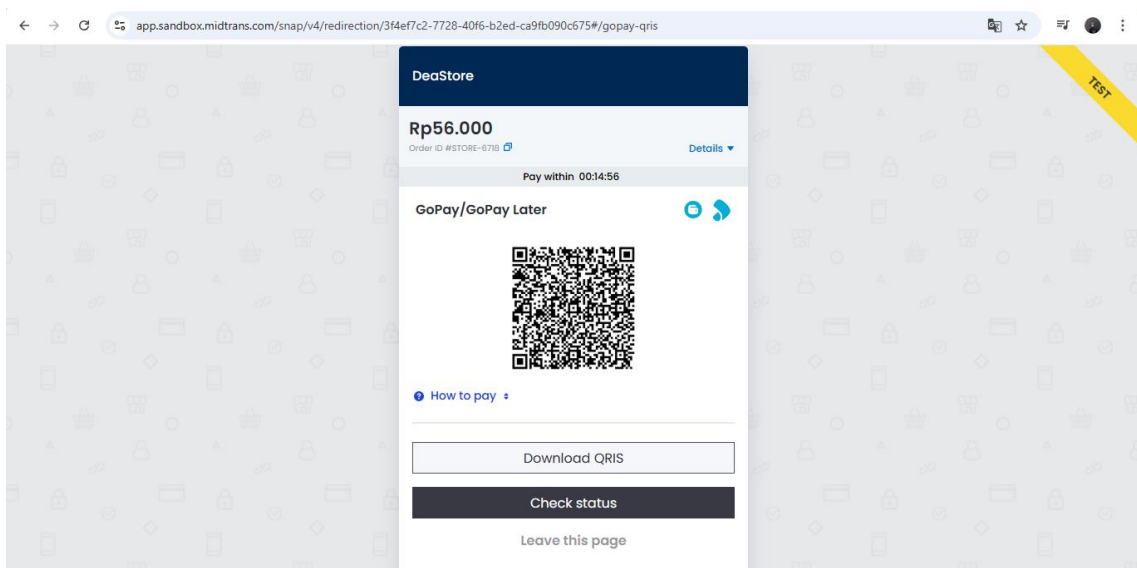 app.sandbox.midtrans.com/snap/v4/redirection/3f4ef7c2-7728-40f6-b2ed-ca9fb090c675#/gopay-qris
TEST
DeaStore
Rp56.000
Order ID #STORE-6718
Details
Pay within 00:14:56
GoPay/GoPay Later
How to pay
Download QRIS
Check status
Leave this page